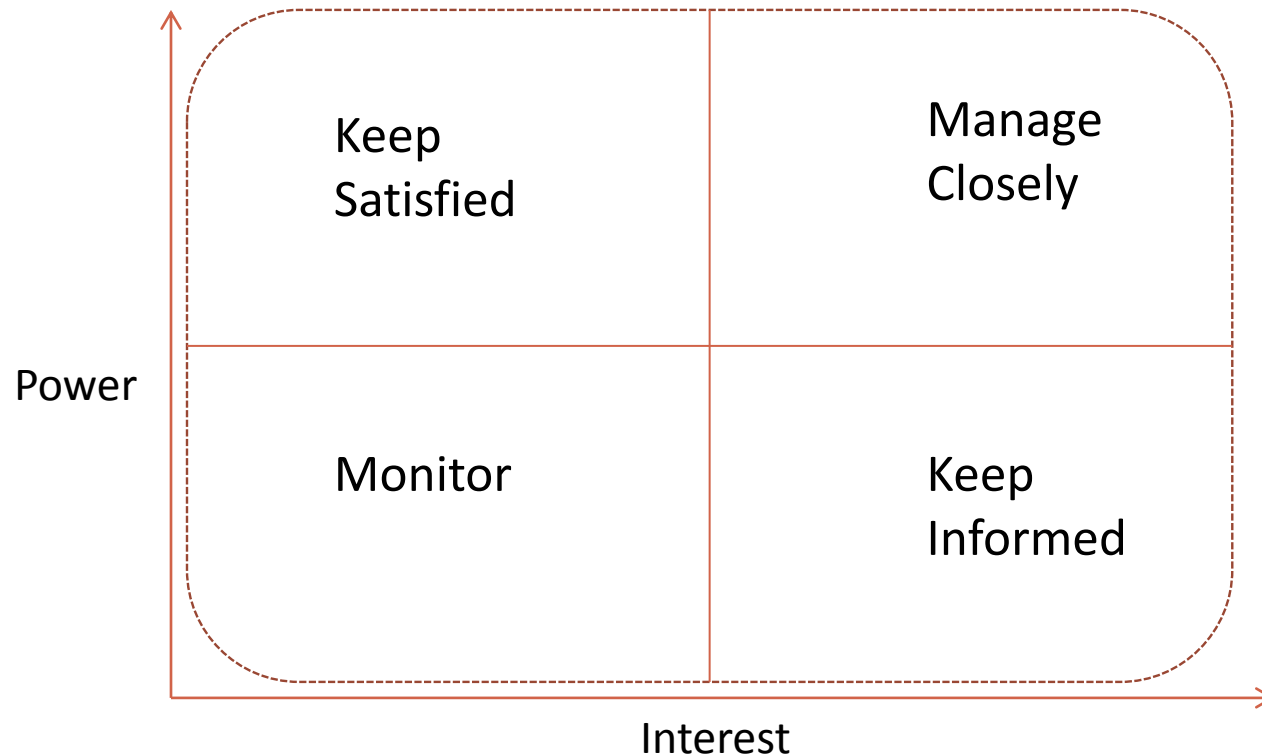 Keep
Satisfied
Manage
Closely
Power
Monitor
Keep
Informed
Interest